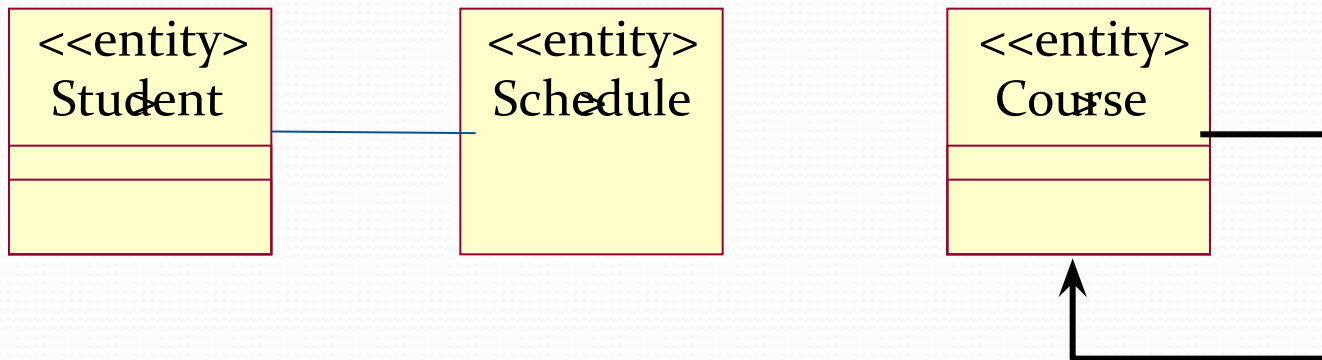 <<entity>
>
Student
<<entity>
>
Schedule
<<entity>
>
Course